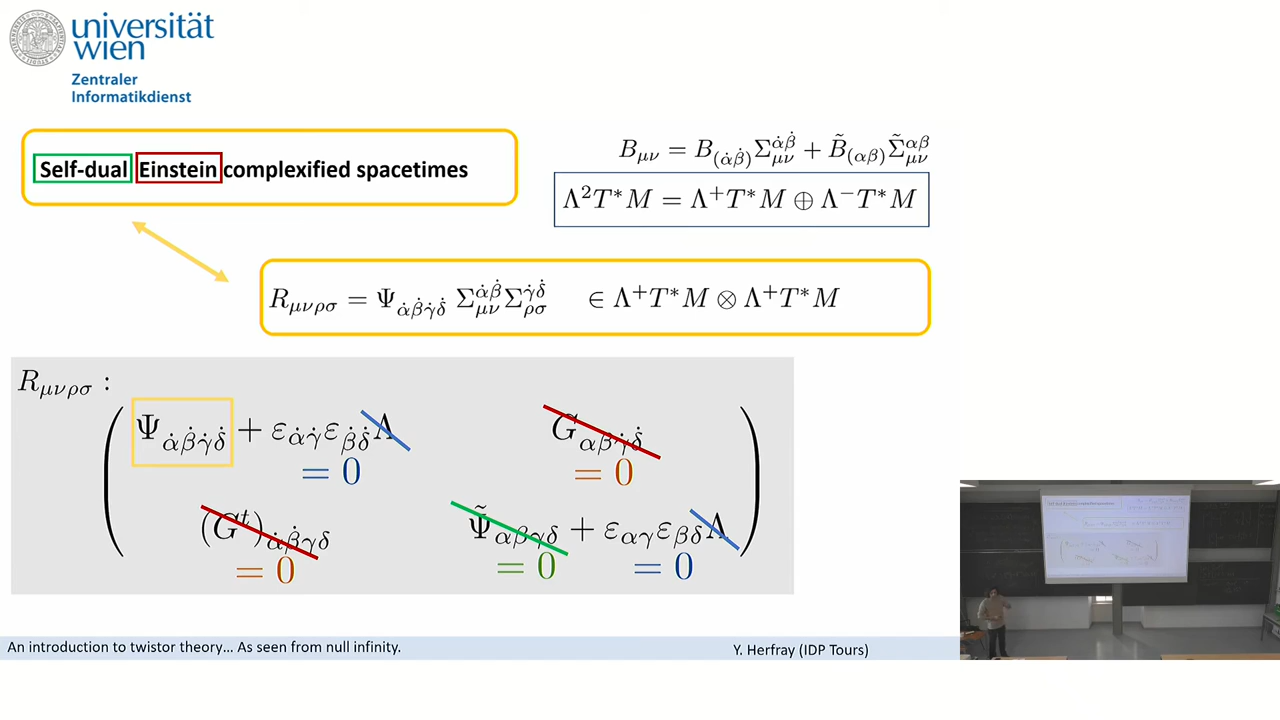 universität
wien
Zentraler
Informatikdienst
Self-dual Einstein complexified spacetimes
B_{μν} = B_{(α̇β̇)} Σ^{α̇β̇}_{μν} + B̃_{(αβ)} Σ̃^{αβ}_{μν}
Λ²T*M = Λ⁺T*M ⊕ Λ⁻T*M
R_{μνρσ} = Ψ_{α̇β̇γ̇δ̇} Σ^{α̇β̇}_{μν} Σ^{γ̇δ̇}_{ρσ} ∈ Λ⁺T*M ⊗ Λ⁺T*M
R_{μνρσ} :
Ψ_{α̇β̇γ̇δ̇} + ε_{α̇γ̇} ε_{β̇δ̇} Λ G_{αβγ̇δ̇}
= 0 = 0
(G^t)_{α̇β̇γδ} Ψ̃_{αβγδ} + ε_{αγ} ε_{βδ} Λ
= 0 = 0 = 0
An introduction to twistor theory... As seen from null infinity. Y. Herfray (IDP Tours)